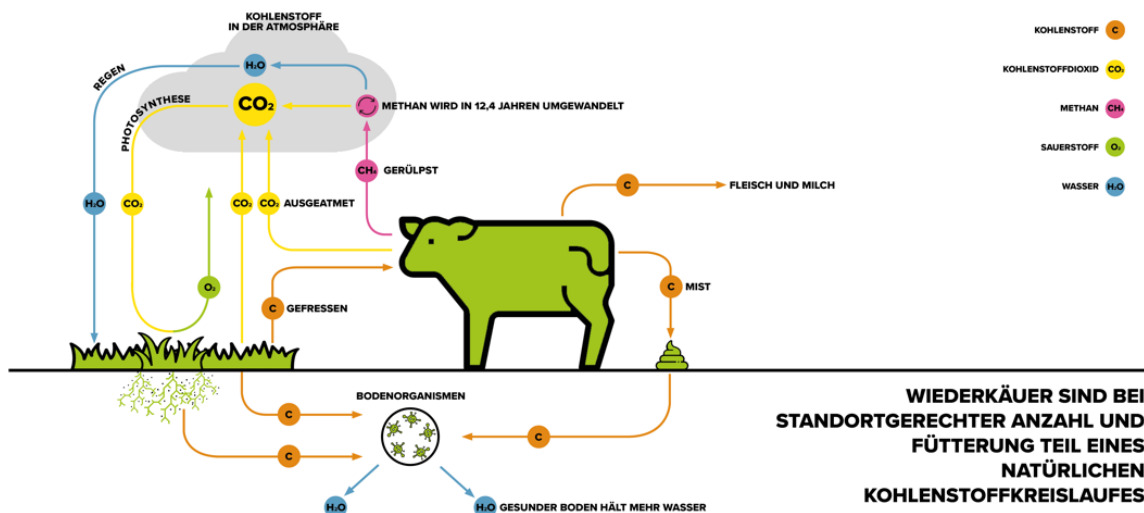 KOHLENSTOFF
IN DER ATMOSPHÄRE
REGEN
H₂O
PHOTOSYNTHESE
CO₂
METHAN WIRD IN 12,4 JAHREN UMGEWANDELT
CH₄ GERÜLPST
C FLEISCH UND MILCH
H₂O
CO₂
CO₂
CO₂ AUSGEATMET
O₂
C GEFRESSEN
C MIST
BODENORGANISMEN
C
C
C
H₂O
H₂O GESUNDER BODEN HÄLT MEHR WASSER
KOHLENSTOFF C
KOHLENSTOFFDIOXID CO₂
METHAN CH₄
SAUERSTOFF O₂
WASSER H₂O
WIEDERKÄUER SIND BEI
STANDORTGERECHTER ANZAHL UND
FÜTTERUNG TEIL EINES
NATÜRLICHEN
KOHLENSTOFFKREISLAUFES